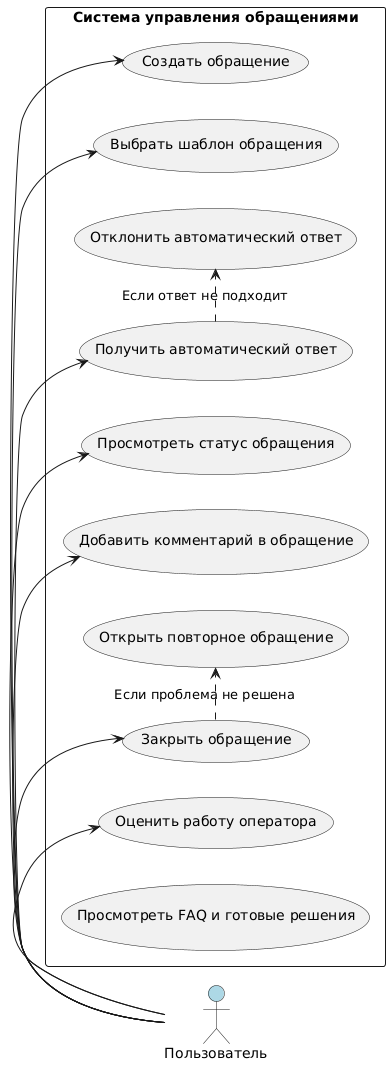 Система управления обращениями
Создать обращение
Выбрать шаблон обращения
Отклонить автоматический ответ
Если ответ не подходит
Получить автоматический ответ
Просмотреть статус обращения
Добавить комментарий в обращение
Открыть повторное обращение
Если проблема не решена
Закрыть обращение
Оценить работу оператора
Просмотреть FAQ и готовые решения
Пользователь